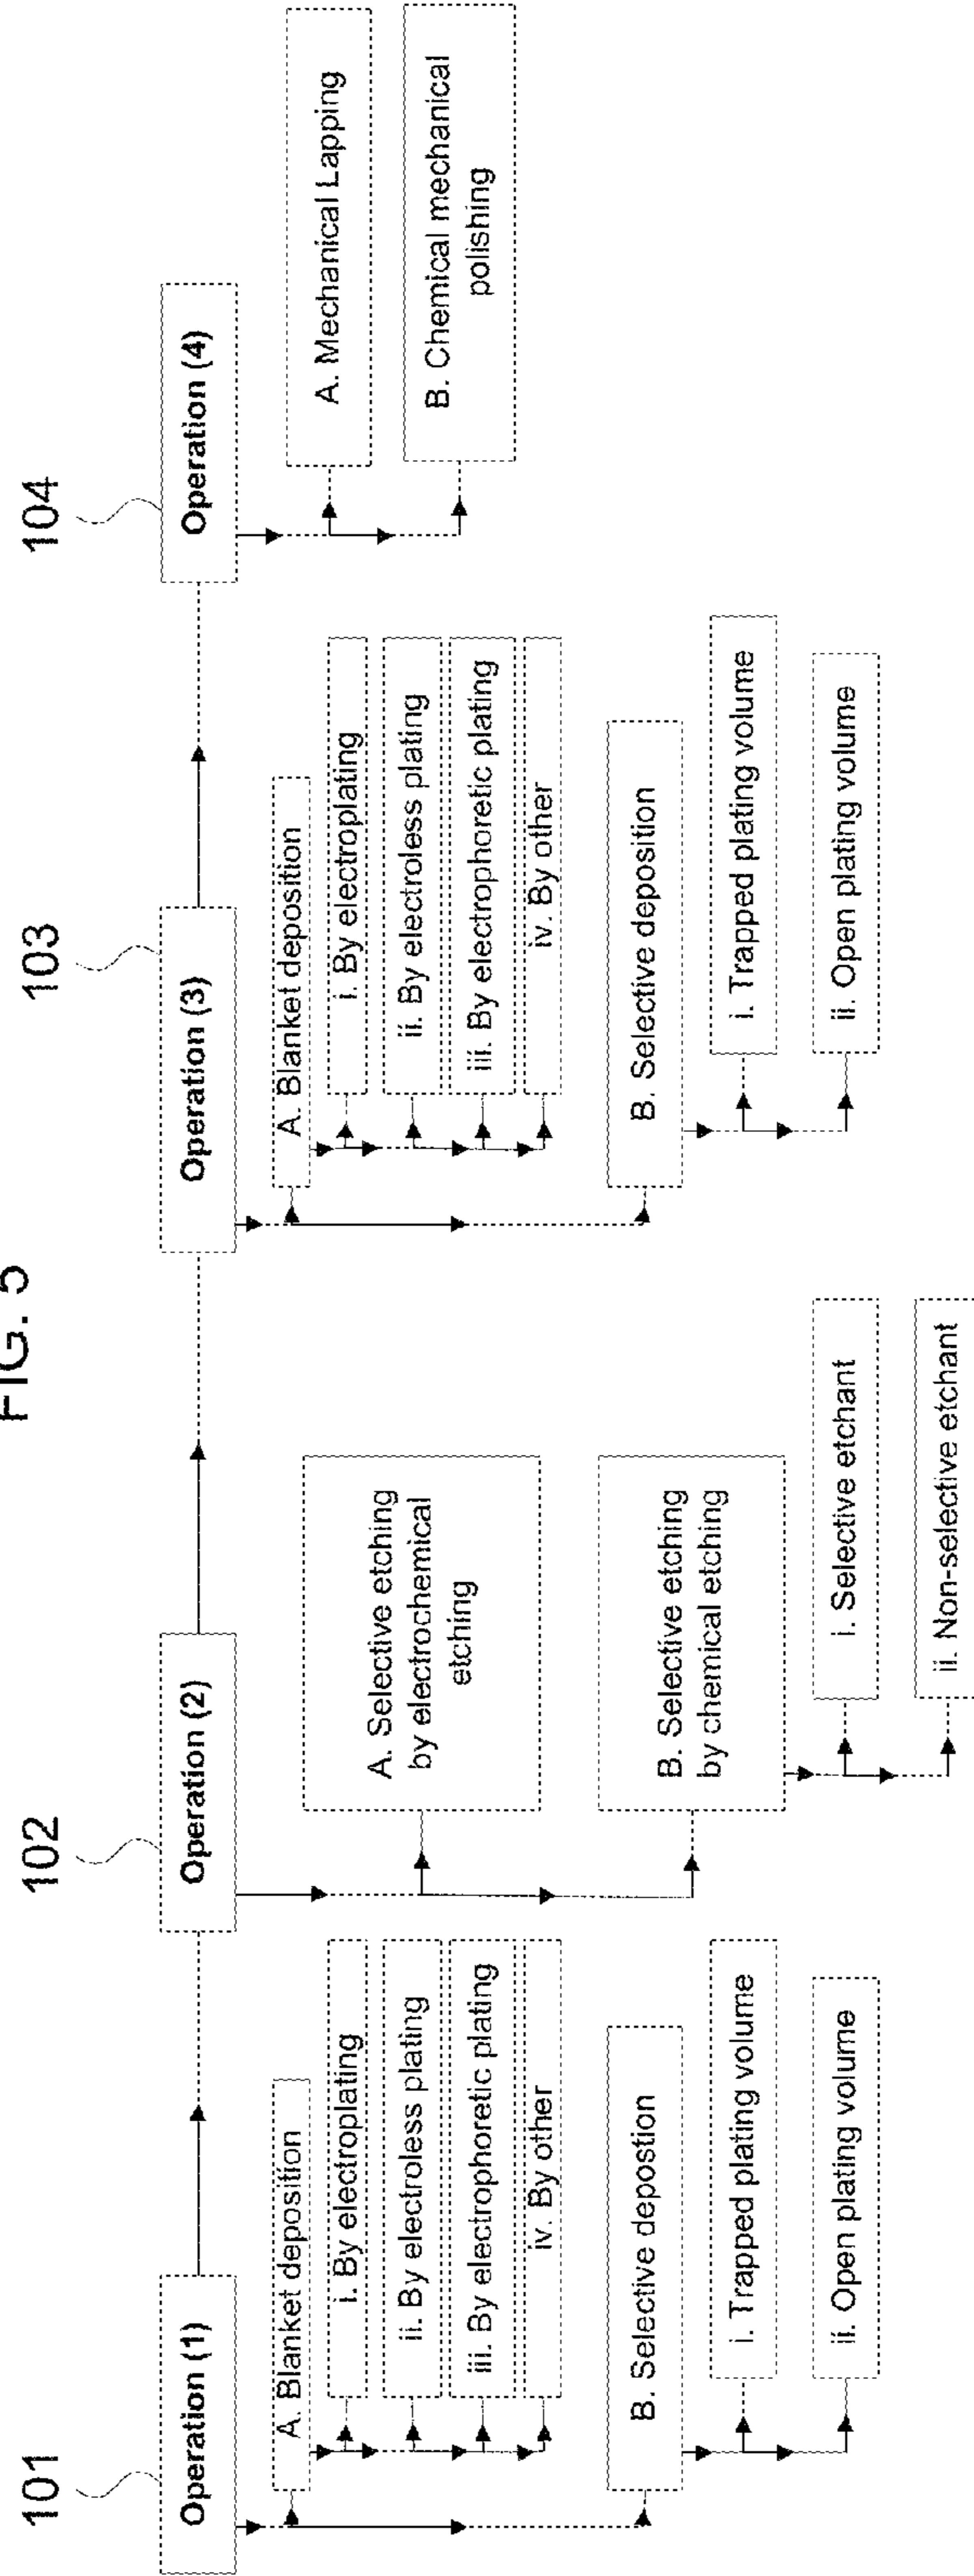 FIG. 5
101
Operation (1)
A. Blanket deposition
i. By electroplating
ii. By electroless plating
iii. By electrophoretic plating
iv. By other
B. Selective depostion
i. Trapped plating volume
ii. Open plating volume
102
Operation (2)
A. Selective etching
by electrochemical
etching
B. Selective etching
by chemical etching
i. Selective etchant
ii. Non-selective etchant
103
Operation (3)
A. Blanket deposition
i. By electroplating
ii. By electroless plating
iii. By electrophoretic plating
iv. By other
B. Selective deposition
i. Trapped plating volume
ii. Open plating volume
104
Operation (4)
A. Mechanical Lapping
B. Chemical mechanical
polishing